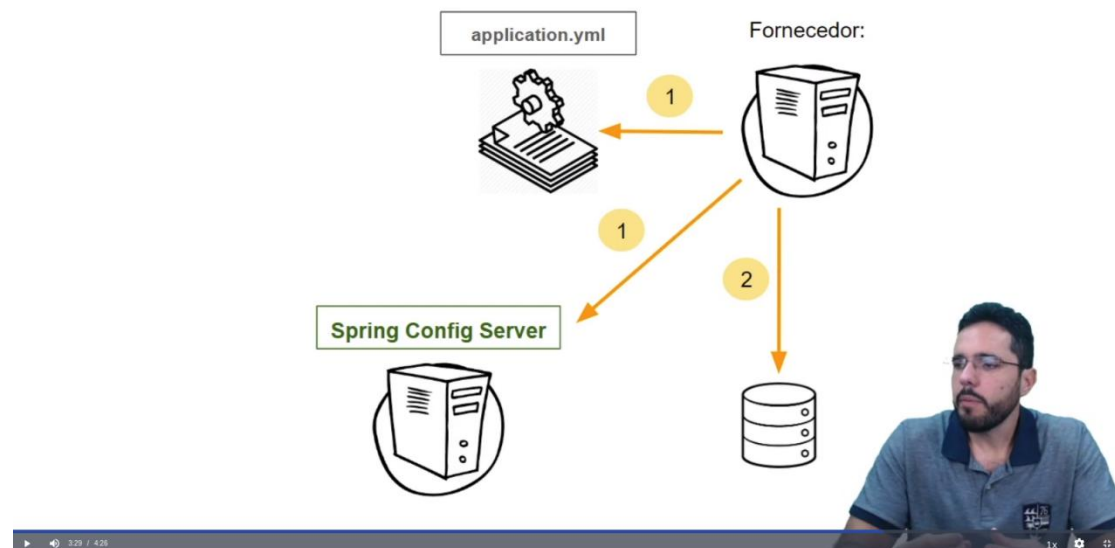 application.yml
Fornecedor:
1
1
2
Spring Config Server
3:29 / 4:26
1x